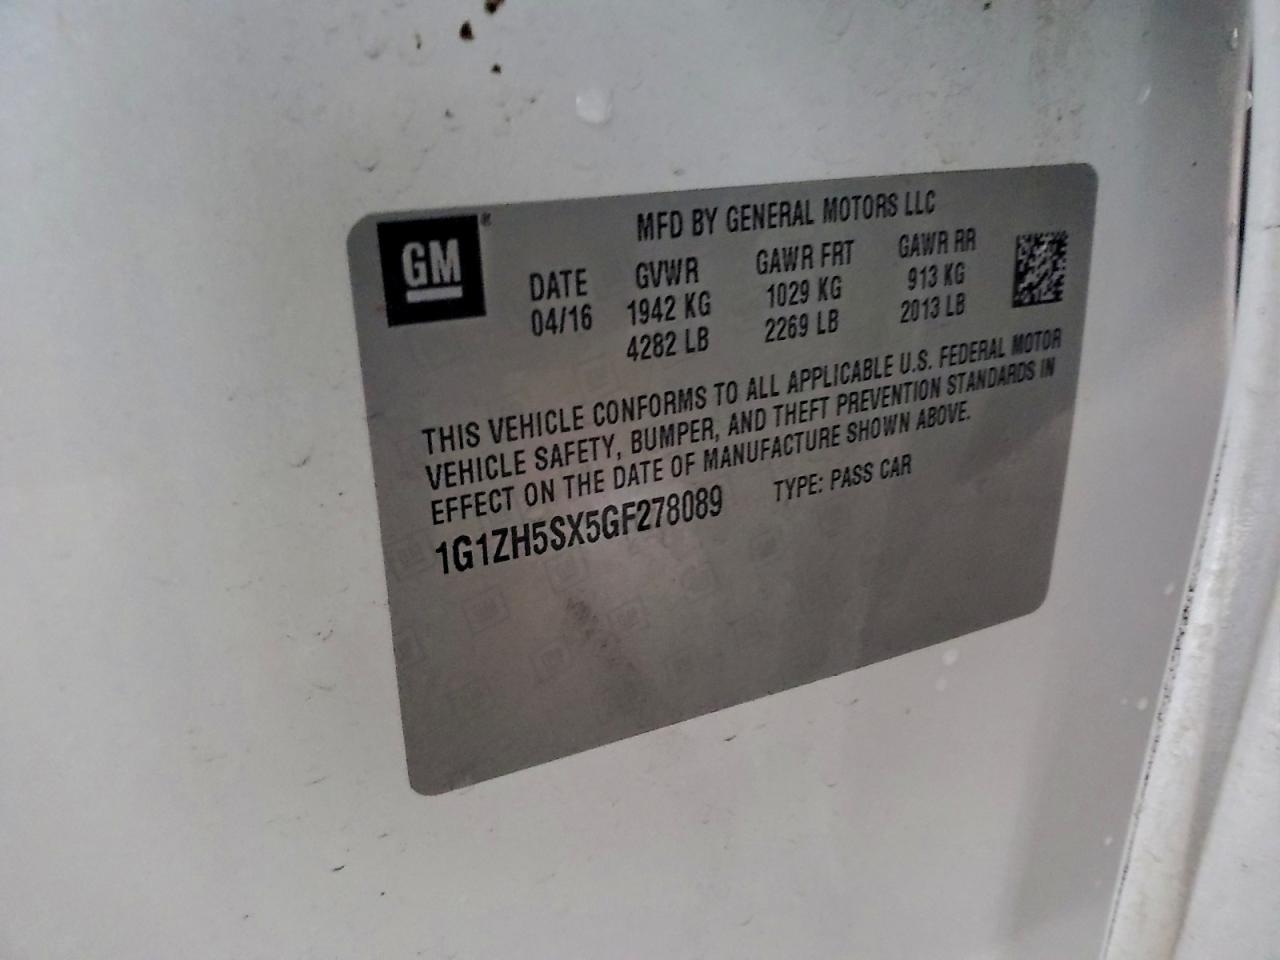 GM®
MFD BY GENERAL MOTORS LLC
DATE GVWR GAWR FRT GAWR RR
04/16 1942 KG 1029 KG 913 KG
4282 LB 2269 LB 2013 LB
THIS VEHICLE CONFORMS TO ALL APPLICABLE U.S. FEDERAL MOTOR
VEHICLE SAFETY, BUMPER, AND THEFT PREVENTION STANDARDS IN
EFFECT ON THE DATE OF MANUFACTURE SHOWN ABOVE.
1G1ZH5SX5GF278089 TYPE: PASS CAR